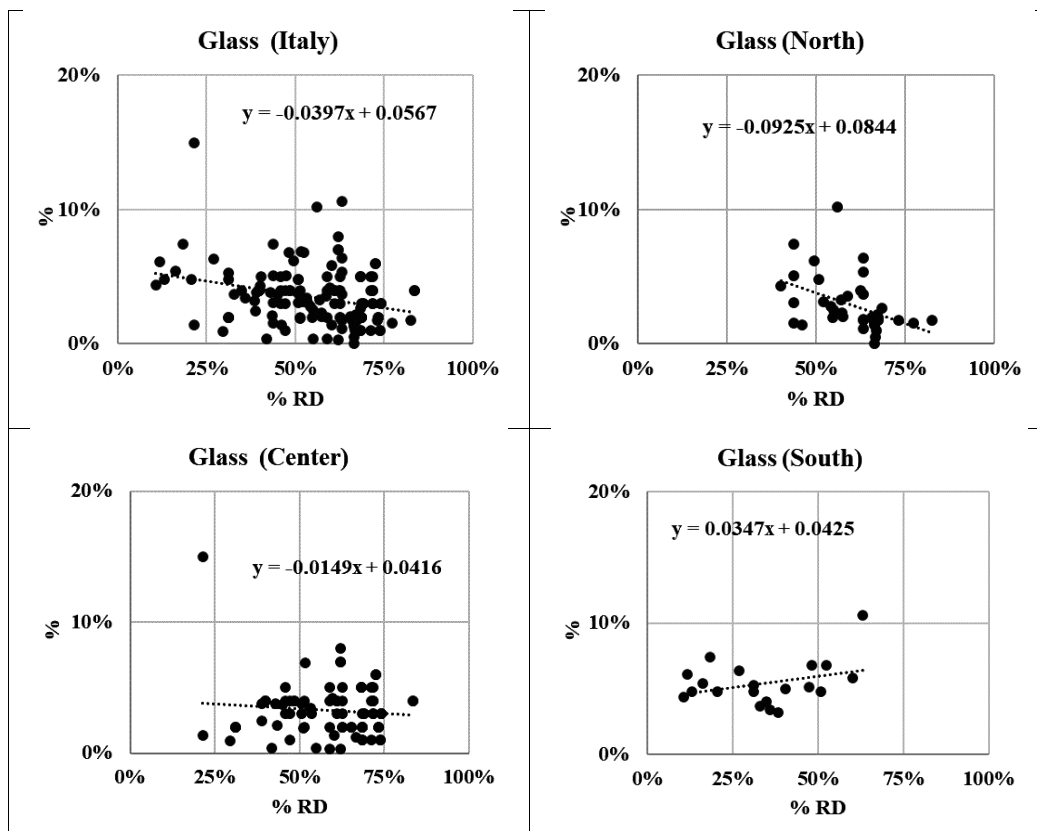 Glass (Italy)
20%
y = -0.0397x + 0.0567
%
10%
0%
0% 25% 50% 75% 100%
% RD
Glass (North)
20%
y = -0.0925x + 0.0844
%
10%
0%
0% 25% 50% 75% 100%
% RD
Glass (Center)
20%
y = -0.0149x + 0.0416
%
10%
0%
0% 25% 50% 75% 100%
% RD
Glass (South)
20%
y = 0.0347x + 0.0425
%
10%
0%
0% 25% 50% 75% 100%
% RD